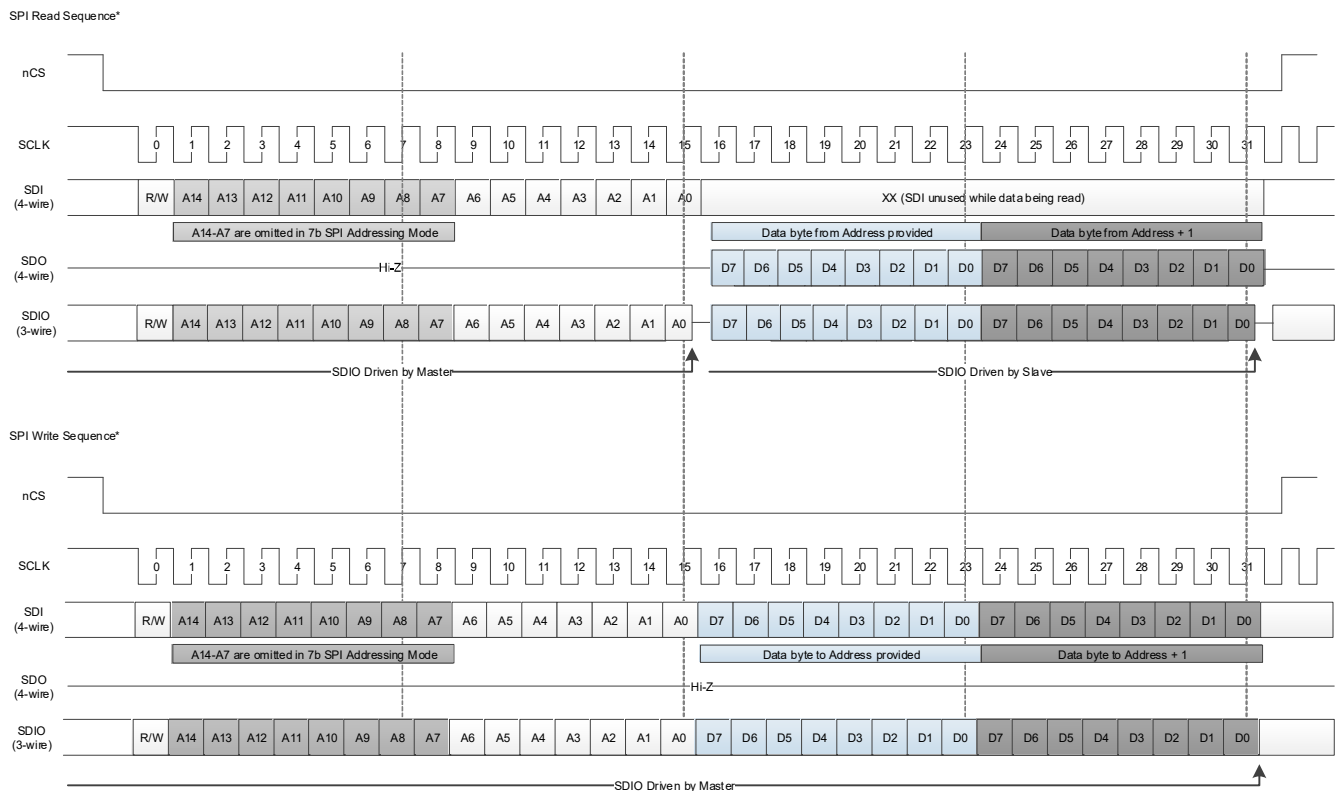 SPI Read Sequence*
nCS
SCLK 0 1 2 3 4 5 6 7 8 9 10 11 12 13 14 15 16 17 18 19 20 21 22 23 24 25 26 27 28 29 30 31
SDI
(4-wire)
R/W A14 A13 A12 A11 A10 A9 A8 A7 A6 A5 A4 A3 A2 A1 A0 XX (SDI unused while data being read)
A14-A7 are omitted in 7b SPI Addressing Mode Data byte from Address provided Data byte from Address + 1
SDO
(4-wire)
Hi-Z D7 D6 D5 D4 D3 D2 D1 D0 D7 D6 D5 D4 D3 D2 D1 D0
SDIO
(3-wire)
R/W A14 A13 A12 A11 A10 A9 A8 A7 A6 A5 A4 A3 A2 A1 A0 D7 D6 D5 D4 D3 D2 D1 D0 D7 D6 D5 D4 D3 D2 D1 D0
SDIO Driven by Master SDIO Driven by Slave
SPI Write Sequence*
nCS
SCLK 0 1 2 3 4 5 6 7 8 9 10 11 12 13 14 15 16 17 18 19 20 21 22 23 24 25 26 27 28 29 30 31
SDI
(4-wire)
R/W A14 A13 A12 A11 A10 A9 A8 A7 A6 A5 A4 A3 A2 A1 A0 D7 D6 D5 D4 D3 D2 D1 D0 D7 D6 D5 D4 D3 D2 D1 D0
A14-A7 are omitted in 7b SPI Addressing Mode Data byte to Address provided Data byte to Address + 1
SDO
(4-wire)
Hi-Z
SDIO
(3-wire)
R/W A14 A13 A12 A11 A10 A9 A8 A7 A6 A5 A4 A3 A2 A1 A0 D7 D6 D5 D4 D3 D2 D1 D0 D7 D6 D5 D4 D3 D2 D1 D0
SDIO Driven by Master